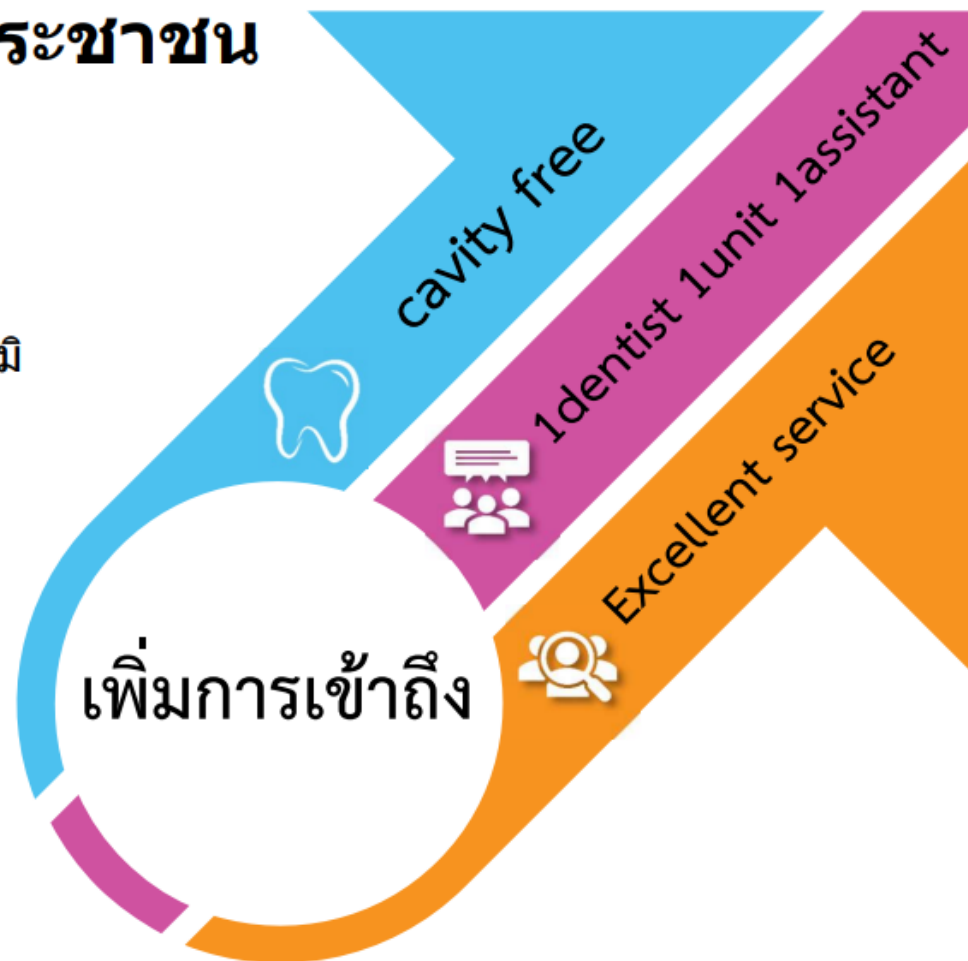 ระชาชน
cavity free
1dentist 1unit 1assistant
มิ
Excellent service
เพิ่มการเข้าถึง